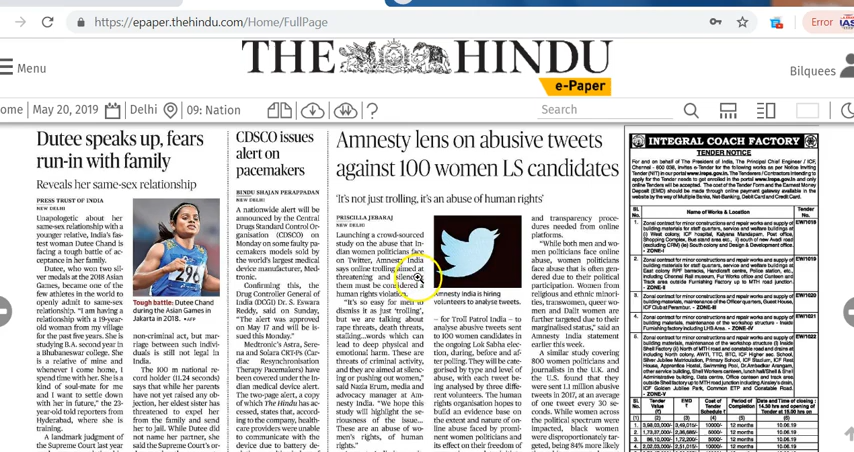 https://epaper.thehindu.com/Home/FullPage
Error
THE HINDU
e-Paper
Menu
Bilquees
ome | May 20, 2019 Delhi 09: Nation
Search
Dutee speaks up, fears
run-in with family
Reveals her same-sex relationship
PRESS TRUST OF INDIA
NEW DELHI
Unapologetic about her
same-sex relationship with a
younger relative, India's fas-
test woman Dutee Chand is
facing a tough battle of ac-
ceptance in her family.
Dutee, who won two sil-
ver medals at the 2018 Asian
Games, became one of the
few athletes in the world to
openly admit to same-sex
relationship. "I am having a
relationship with a 19-year-
old woman from my village
for the past five years. She is
studying B.A. second year in
a Bhubaneswar college. She
is a relative and
whenever I come home, I
spend time with her. She is a
kind of soul-mate for me
and I want to settle down
with her in future," the 23-
year-old told reporters from
Hyderabad, where she is
training.
A landmark judgment of
the Supreme Court last year
296
Tough battle: Dutee Chand
during the Asian Games in
Jakarta in 2018. AFP
non-criminal act, but mar-
riage between such individ-
uals is still not legal in
India.
The 100 m national re-
cord holder (11.24 seconds)
says that while her parents
have not yet raised any ob-
jection, her eldest sister has
threatened to expel her
from the family and send
her to jail. While Dutee did
not name her partner, she
said the Supreme Court's or-
CDSCO issues
alert on
pacemakers
BINDU SHAJAN PERAPPADAN
NEW DELHI
A nationwide alert will be
announced by the Central
Drugs Standard Control Or-
ganisation (CDSCO) on
Monday on some faulty pa-
cemakers models sold by
the world's largest medical
device manufacturer, Med-
tronic.
Confirming this, the
Drug Controller General of
India (DCGI) Dr. S. Eswara
Reddy, said on Sunday,
"The alert was approved
on May 17 and will be is-
sued this Monday."
Medtronic's Astra, Sere-
na and Solara CRT-Ps (Car-
diac Resynchronisation
Therapy Pacemakers) have
been covered under the In-
dian medical device alert.
The two-page alert, a copy
of which The Hindu has ac-
cessed, states that, accord-
ing to the company, health-
care providers were unable
to communicate with the
device due to battery de-
Amnesty lens on abusive tweets
against 100 women LS candidates
'It's not just trolling, it's an abuse of human rights'
PRISCILLA JEBARAJ
NEW DELHI
Launching a crowd-sourced
study on the abuse that In-
dian women politicians face
on Twitter, Amnesty India
says online trolling aimed at
threatening and silencing
them must be considered a
human rights violation.
"It's so easy for men to
dismiss it as just 'trolling',
but we are talking about
rape threats, death threats,
stalking...words which can
lead to deep physical and
emotional harm. These are
threats of criminal activity,
and they are aimed at silenc-
ing or pushing out women,"
said Nazia Erum, media and
advocacy manager at Am-
nesty India. "We hope this
study will highlight the se-
riousness of the issue...
These are an abuse of wo-
men's rights, of human
rights."
Amnesty India is hiring
volunteers to analyse tweets.
– for Troll Patrol India – to
analyse abusive tweets sent
to 100 women candidates in
the ongoing Lok Sabha elec-
tion, during, before and af-
ter polling. They will be cate-
gorised by type and level of
abuse, with each tweet be-
ing analysed by three differ-
ent volunteers. The human
rights organisation hopes to
build an evidence base on
the extent and nature of on-
line abuse faced by promi-
nent women politicians and
its effect on their freedom of
and transparency proce-
dures needed from online
platforms.
"While both men and wo-
men politicians face online
abuse, women politicians
face abuse that is often gen-
dered due to their political
participation. Women from
religious and ethnic minori-
ties, transwomen, queer wo-
men and Dalit women are
further targeted due to their
marginalised status," said an
Amnesty India statement
earlier this week.
A similar study covering
800 women politicians and
journalists in the U.K. and
the U.S. found that they
were sent 1.1 million abusive
tweets in 2017, at an average
of one tweet every 30 sec-
onds. While women across
the political spectrum were
impacted, black women
were disproportionately tar-
geted, being 84% more likely
INTEGRAL COACH FACTORY
TENDER NOTICE
Name of Works & Location
Tender No.
EW1018
EW1019
EW1020
EW1021
EW1022